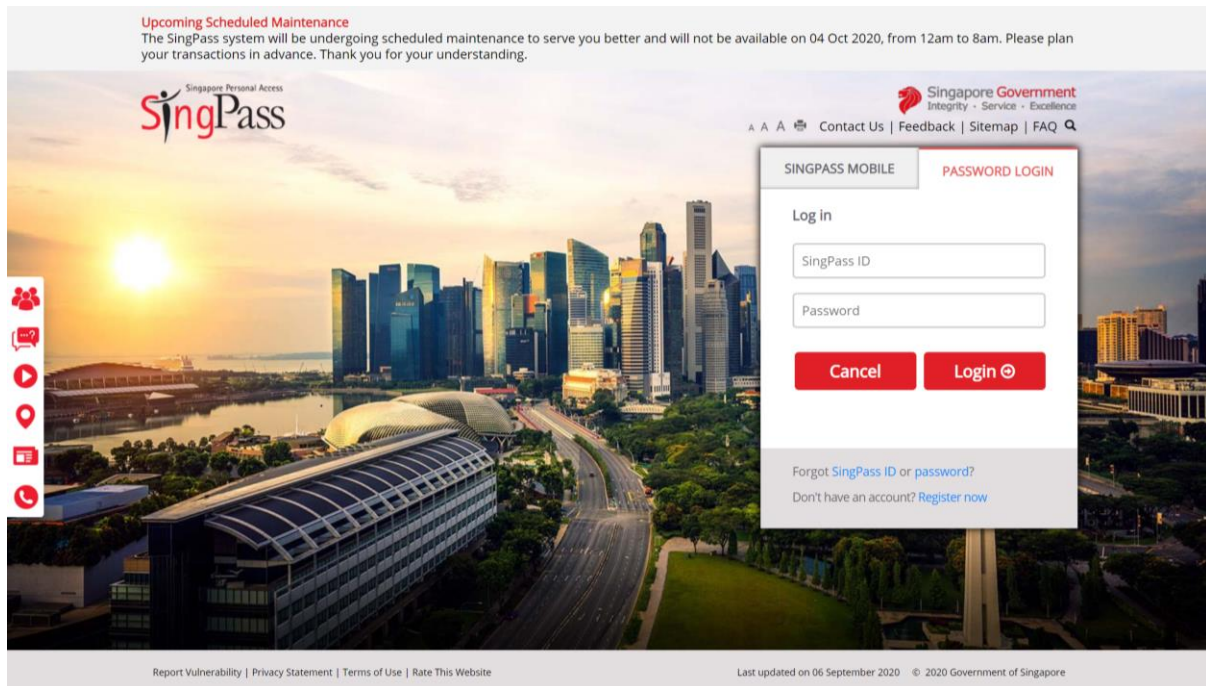 Upcoming Scheduled Maintenance
The SingPass system will be undergoing scheduled maintenance to serve you better and will not be available on 04 Oct 2020, from 12am to 8am. Please plan
your transactions in advance. Thank you for your understanding.
Singapore Personal Access
SingPass
Singapore Government
Integrity · Service · Excellence
A A A Contact Us | Feedback | Sitemap | FAQ
SINGPASS MOBILE
PASSWORD LOGIN
Log in
SingPass ID
Password
Cancel
Login
Forgot SingPass ID or password?
Don't have an account? Register now
Report Vulnerability | Privacy Statement | Terms of Use | Rate This Website
Last updated on 06 September 2020 © 2020 Government of Singapore